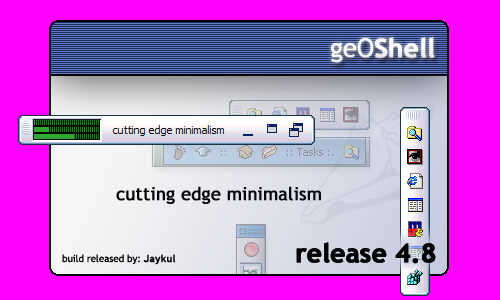 geOShell
cutting edge minimalism
:: Tasks :.
cutting edge minimalism
release 4.8
build released by: Jaykul